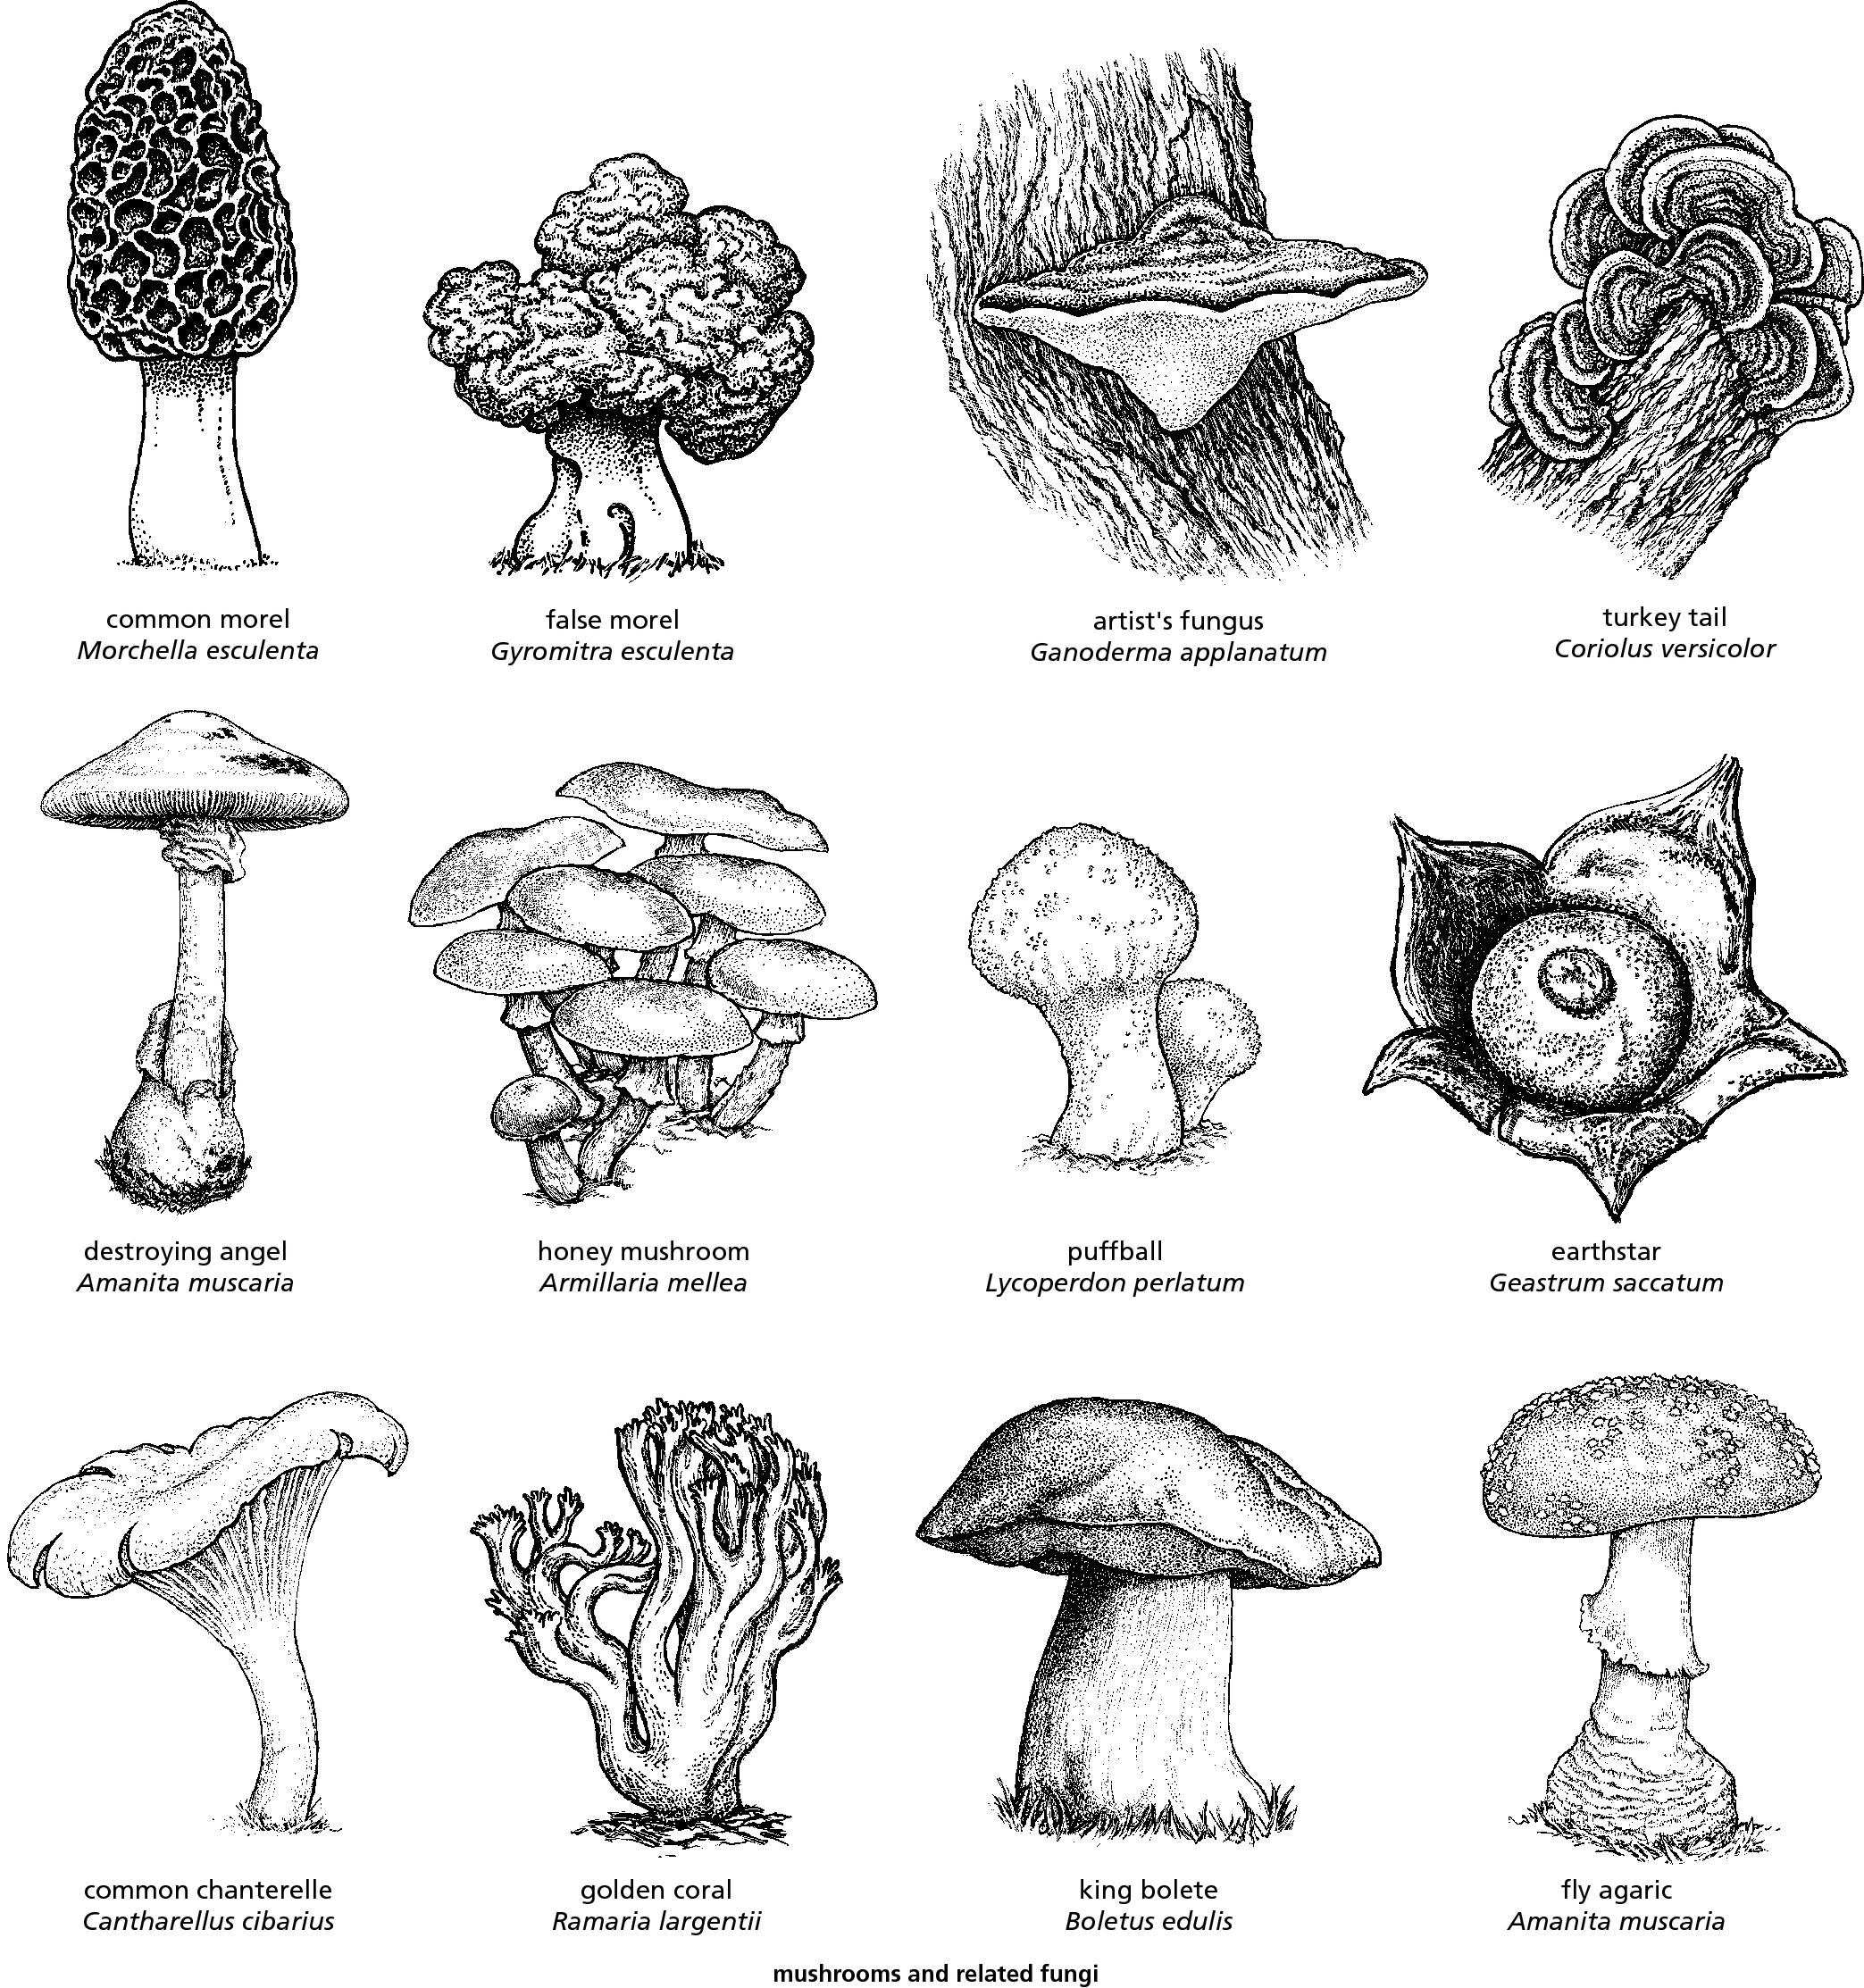 common morel
Morchella esculenta
false morel
Gyromitra esculenta
artist's fungus
Ganoderma applanatum
turkey tail
Coriolus versicolor
destroying angel
Amanita muscaria
honey mushroom
Armillaria mellea
puffball
Lycoperdon perlatum
earthstar
Geastrum saccatum
common chanterelle
Cantharellus cibarius
golden coral
Ramaria largentii
king bolete
Boletus edulis
fly agaric
Amanita muscaria
mushrooms and related fungi